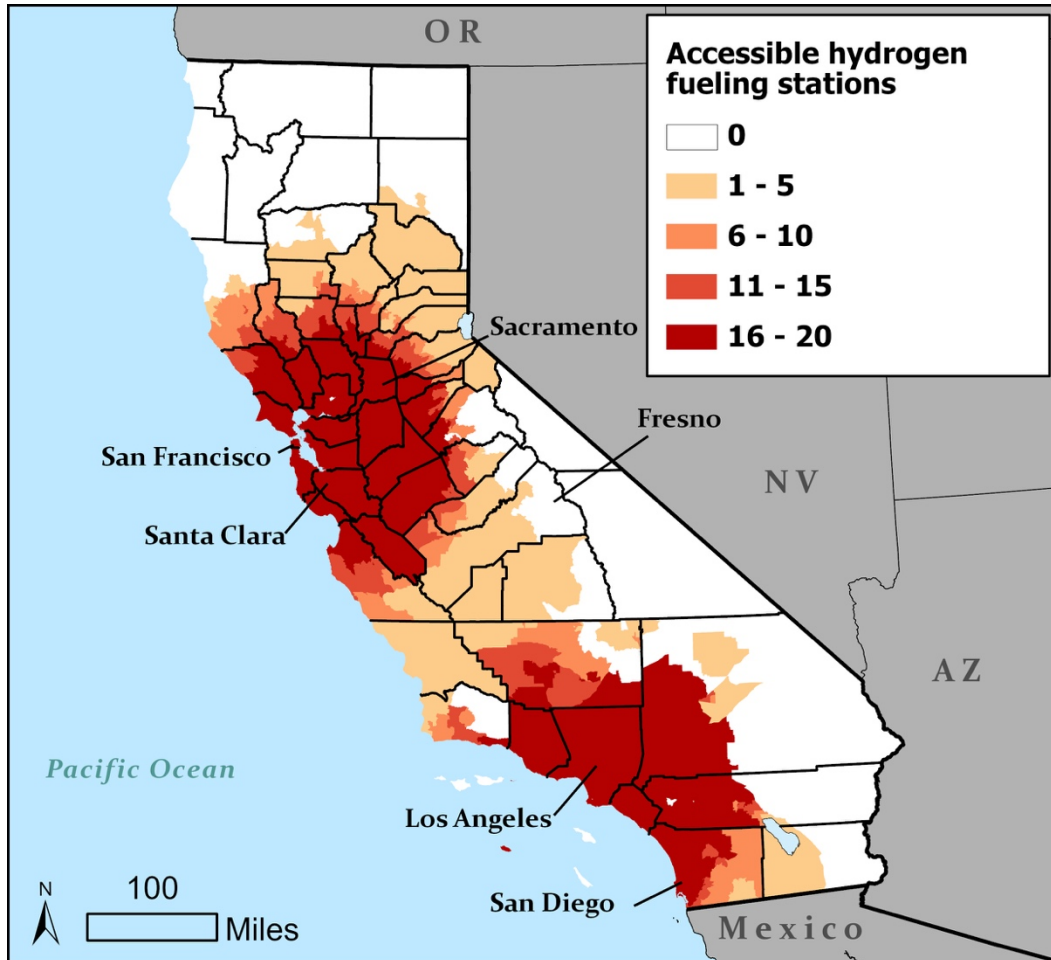 OR
Accessible hydrogen
fueling stations
0
1 - 5
6 - 10
11 - 15
16 - 20
Sacramento
Fresno
San Francisco
NV
Santa Clara
AZ
Pacific Ocean
Los Angeles
N
100
Miles
San Diego
Mexico